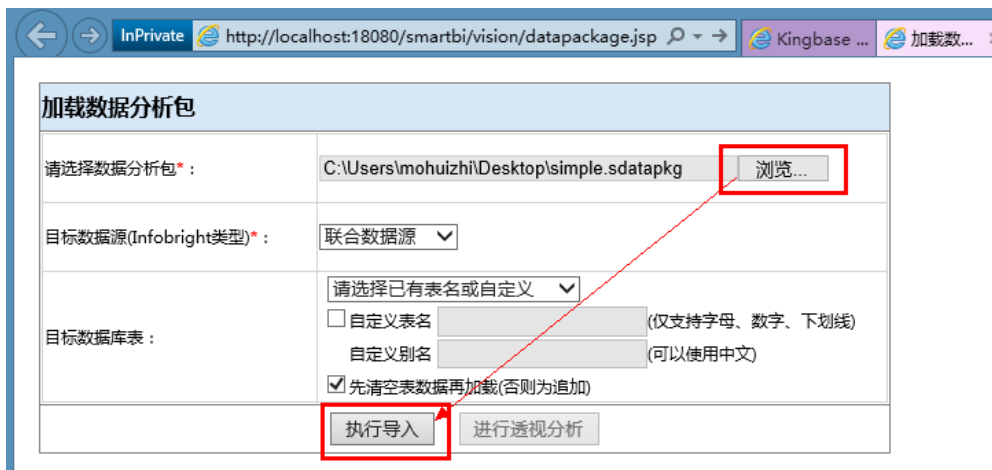 InPrivate http://localhost:18080/smartbi/vision/datapackage.jsp Kingbase ... 加载数...
加载数据分析包
请选择数据分析包*： C:\Users\mohuizhi\Desktop\simple.sdatapkg 浏览...
目标数据源(Infobright类型)*： 联合数据源
请选择已有表名或自定义
自定义表名 (仅支持字母、数字、下划线)
目标数据库表：
自定义别名 (可以使用中文)
先清空表数据再加载(否则为追加)
执行导入 进行透视分析